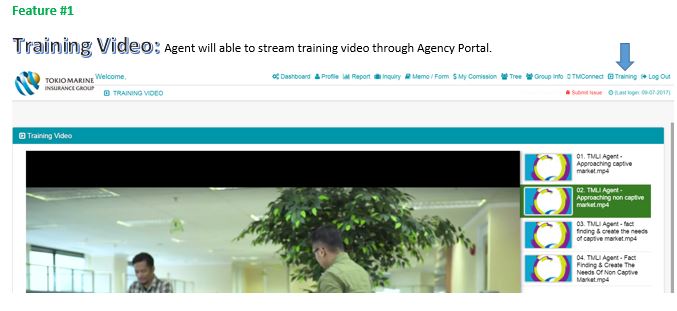 Feature #1
Training Video: Agent will able to stream training video through Agency Portal.
TOKIO MARINE
INSURANCE GROUP
Welcome,
Dashboard Profile Report Inquiry Memo / Form $ My Comission Tree Group Info TMConnect Training Log Out
TRAINING VIDEO
Submit Issue (Last login: 09-07-2017)
Training Video
01. TMLI Agent -
Approaching captive
market.mp4
02. TMLI Agent -
Approaching non captive
market.mp4
03. TMLI Agent - fact
finding & create the needs
of captive market.mp4
04. TMLI Agent - Fact
Finding & Create The
Needs Of Non Captive
Market.mp4